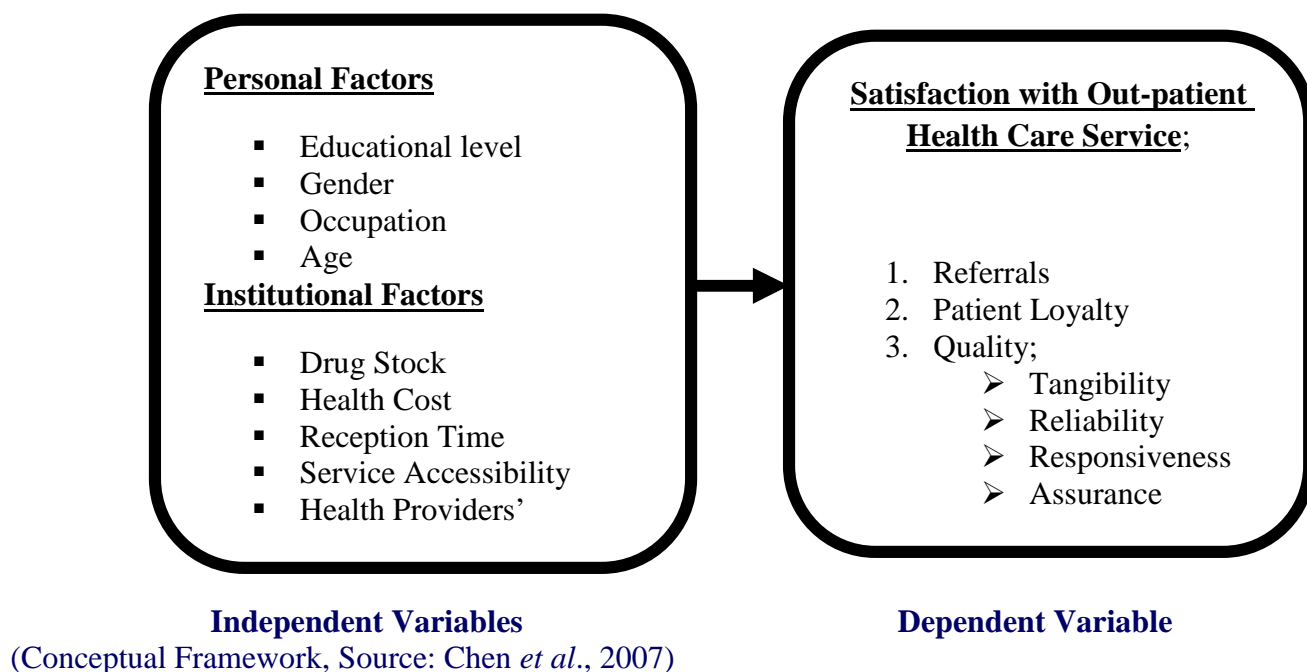 Personal Factors
▪ Educational level
▪ Gender
▪ Occupation
▪ Age
Institutional Factors
▪ Drug Stock
▪ Health Cost
▪ Reception Time
▪ Service Accessibility
▪ Health Providers’
Satisfaction with Out-patient
Health Care Service;
1. Referrals
2. Patient Loyalty
3. Quality;
➢ Tangibility
➢ Reliability
➢ Responsiveness
➢ Assurance
Independent Variables
Dependent Variable
(Conceptual Framework, Source: Chen et al., 2007)